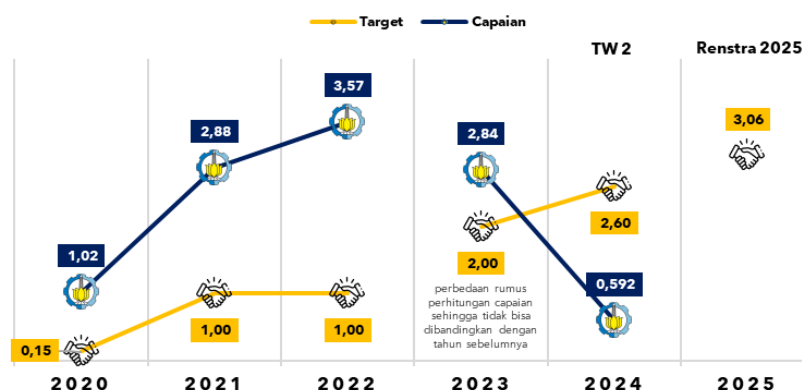 Target
Capaian
TW 2
Renstra 2025
3,57
2,88
2,84
3,06
1,02
2,60
2,00
0,592
0,15
1,00
1,00
perbedaan rumus
perhitungan capaian
sehingga tidak bisa
dibandingkan dengan
tahun sebelumnya
2020
2021
2022
2023
2024
2025